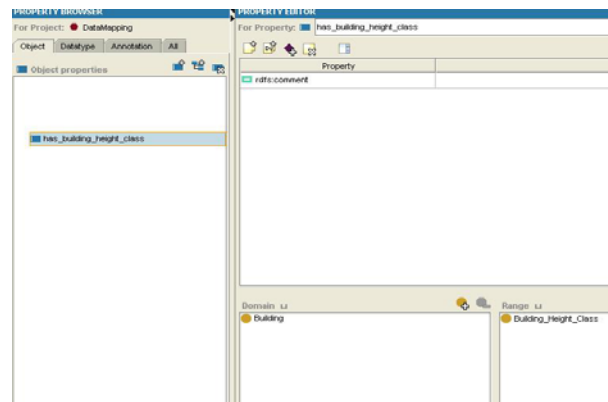 PROPERTY BROWSER
For Project: DataMapping
Object Datatype Annotation All
Object properties
has_building_height_class
PROPERTY EDITOR
For Property: has_building_height_class
Property
rdfs:comment
Domain ⊔
Building
Range ⊔
Building_Height_Class